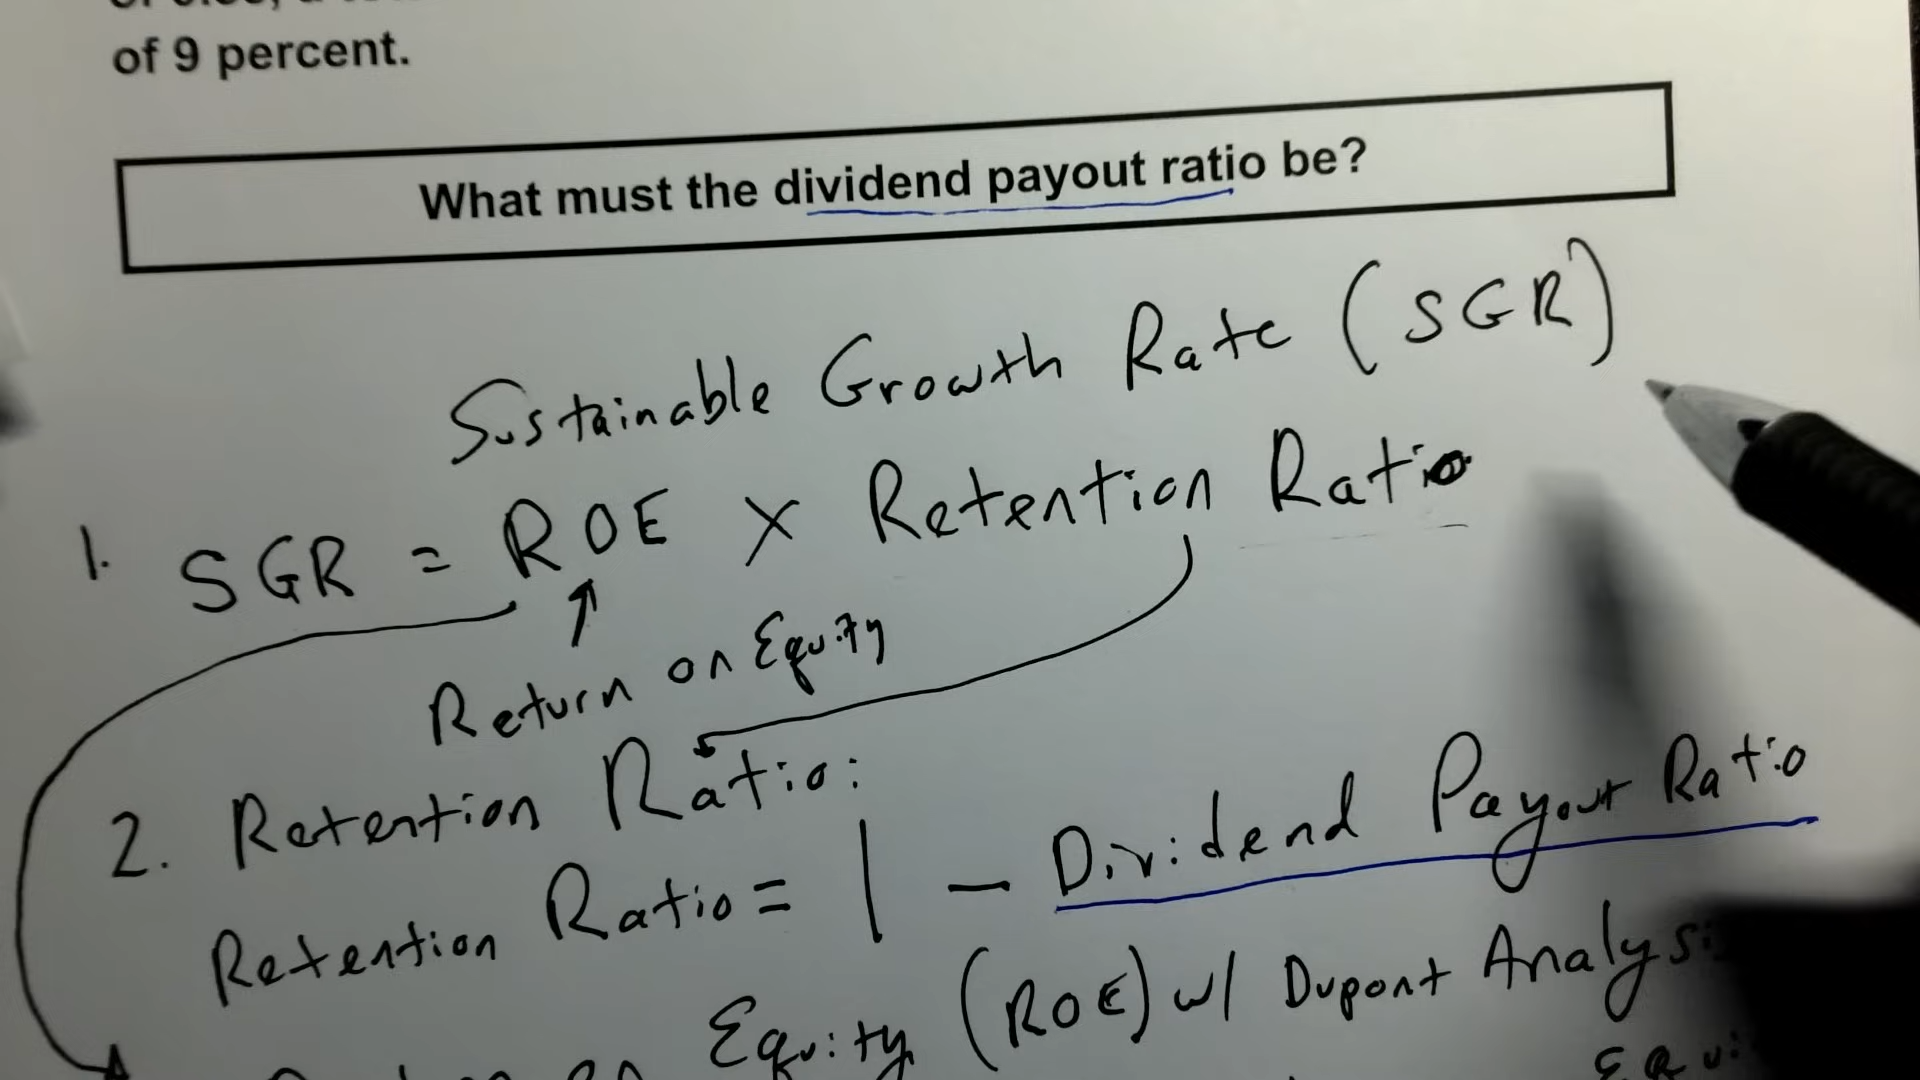 of 9 percent.
What must the dividend payout ratio be?
Sustainable Growth Rate (SGR)
1. SGR = ROE X Retention Ratio
Return on Equity
2. Retention Ratio:
Retention Ratio = 1 - Dividend Payout Ratio
Equity (ROE) w/ Dupont Analysis